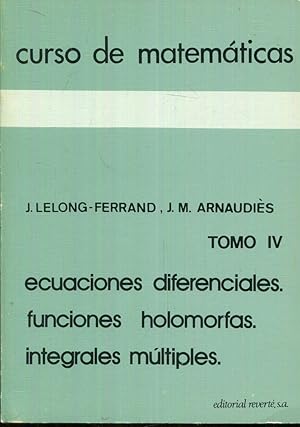 curso de matemáticas
J. LELONG-FERRAND, J. M. ARNAUDIÈS
TOMO IV
ecuaciones diferenciales.
funciones holomorfas.
integrales múltiples.
editorial reverté, s.a.